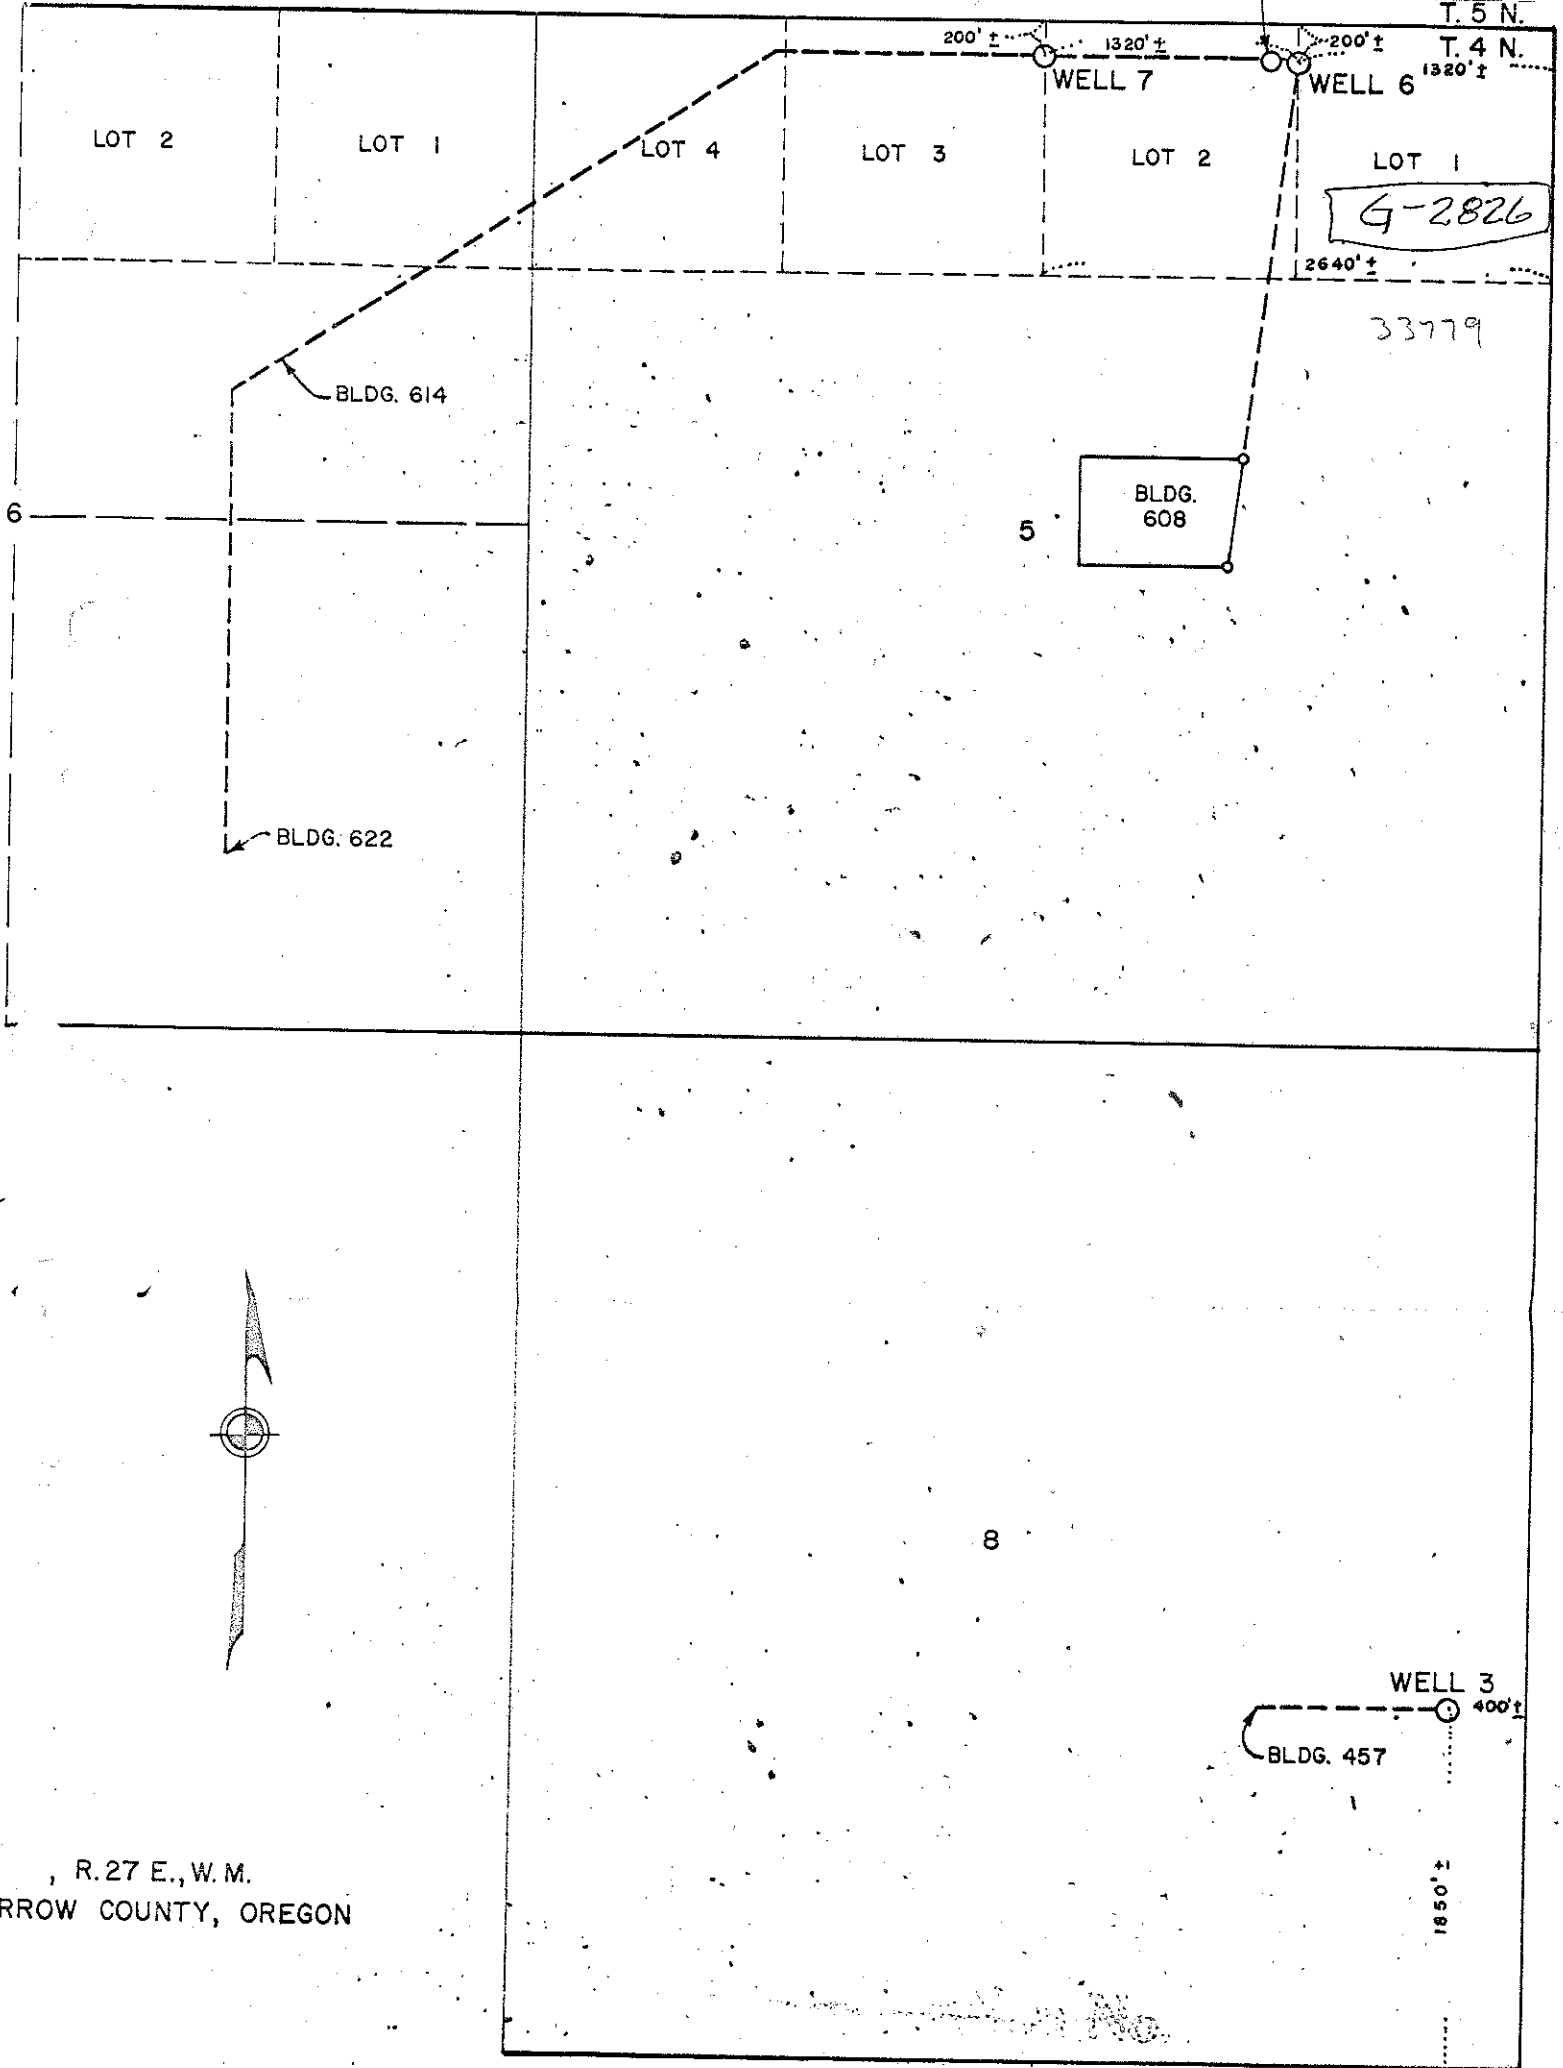 T. 5 N.
T. 4 N.
200' ±
1320' ±
200' ±
1320' ±
WELL 7
WELL 6
LOT 2
LOT 1
LOT 4
LOT 3
LOT 2
LOT 1
G-2826
2640' ±
33779
BLDG. 614
BLDG.
608
6
5
BLDG. 622
8
WELL 3
400' ±
BLDG. 457
1850' ±
, R. 27 E., W. M.
RROW COUNTY, OREGON